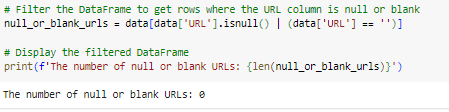 # Filter the DataFrame to get rows where the URL column is null or blank
null_or_blank_urls = data[data['URL'].isnull() | (data['URL'] == '')]
# Display the filtered DataFrame
print(f'The number of null or blank URLs: {len(null_or_blank_urls)}')
The number of null or blank URLs: 0